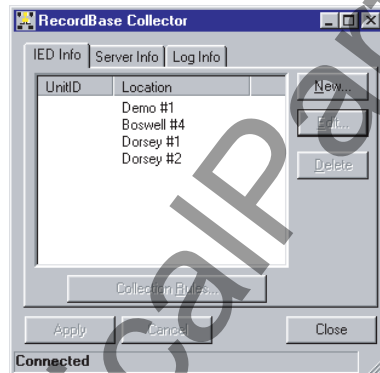 RecordBase Collector
IED Info Server Info Log Info
UnitID Location
New...
Demo #1
Boswell #4
Edit...
Dorsey #1
Dorsey #2
Delete
Collection Rules...
Apply Cancel Close
Connected